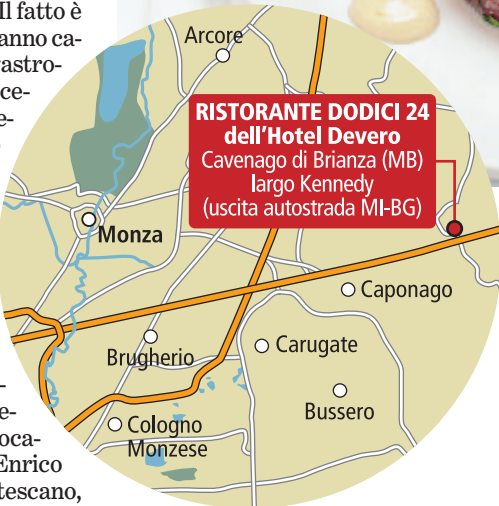 Il fatto è
anno ca-
astro-
ce-
e-
Arcore
RISTORANTE DODICI 24
dell'Hotel Devero
Cavenago di Brianza (MB)
largo Kennedy
(uscita autostrada MI-BG)
Monza
Caponago
Brugherio
Carugate
Bussero
Cologno
Monzese
-
e-
oca-
Enrico
tescano,